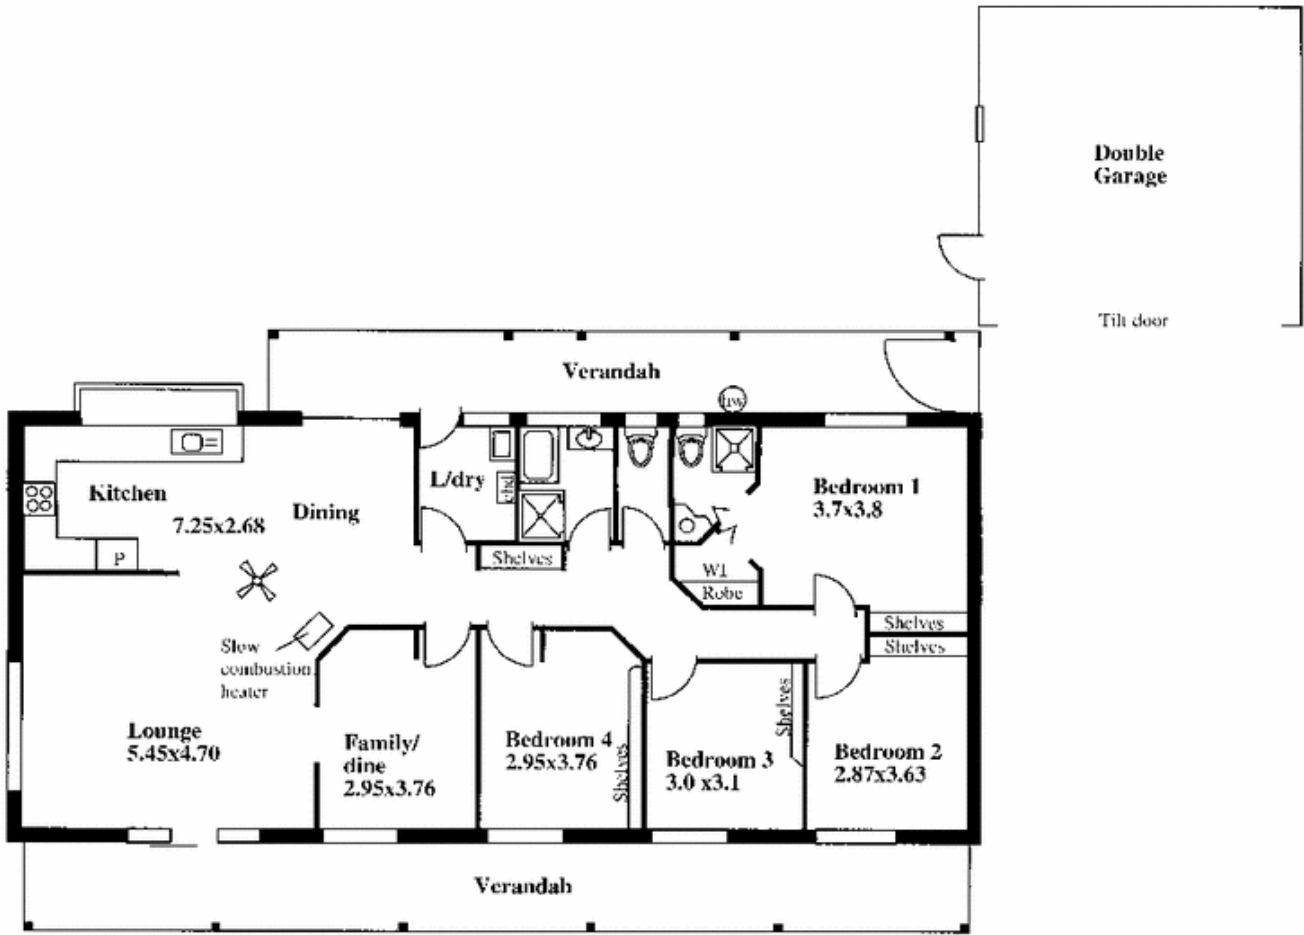 Double
Garage
Tilt door
Verandah
hw
Kitchen
7.25x2.68
Dining
L/dry
cbd
Bedroom 1
3.7x3.8
P
Shelves
WI
Robe
Shelves
Shelves
Slow
combustion
heater
Lounge
5.45x4.70
Family/
dine
2.95x3.76
Bedroom 4
2.95x3.76
Shelves
Bedroom 3
3.0 x3.1
Shelves
Bedroom 2
2.87x3.63
Verandah